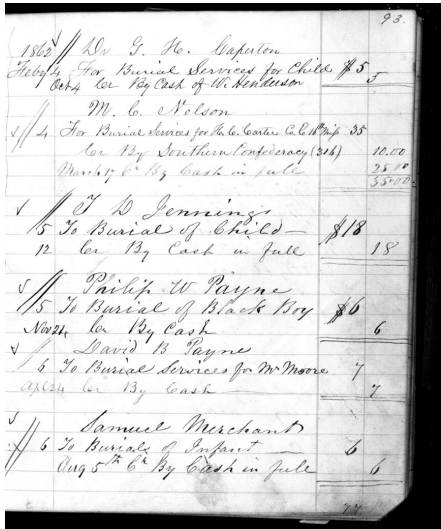 93.
1862 Dr G. H. Caperton
Feby 4 For Burial Services for Child $5
Oct 4 Cr By Cash of W. Henderson 5
M. C. Nelson
4 For Burial Services for H. C. Carter Co. C 18th Mip 35
Cr By Southern Confederacy (316) 10.00
March 17 Cr By Cash in full 25.00
35.00
T D Jennings
5 To Burial of Child — $18
12 Cr By Cash in full 18
Philip W Payne
5 To Burial of Black Boy $6
Nov 24 Cr By Cash 6
David B Payne
6 To Burial Services for Mr Moore 7
Apl 24 Cr By Cash 7
Samuel Merchant
6 To Burial of Infant — 6
Aug 5th Cr By Cash in full 6